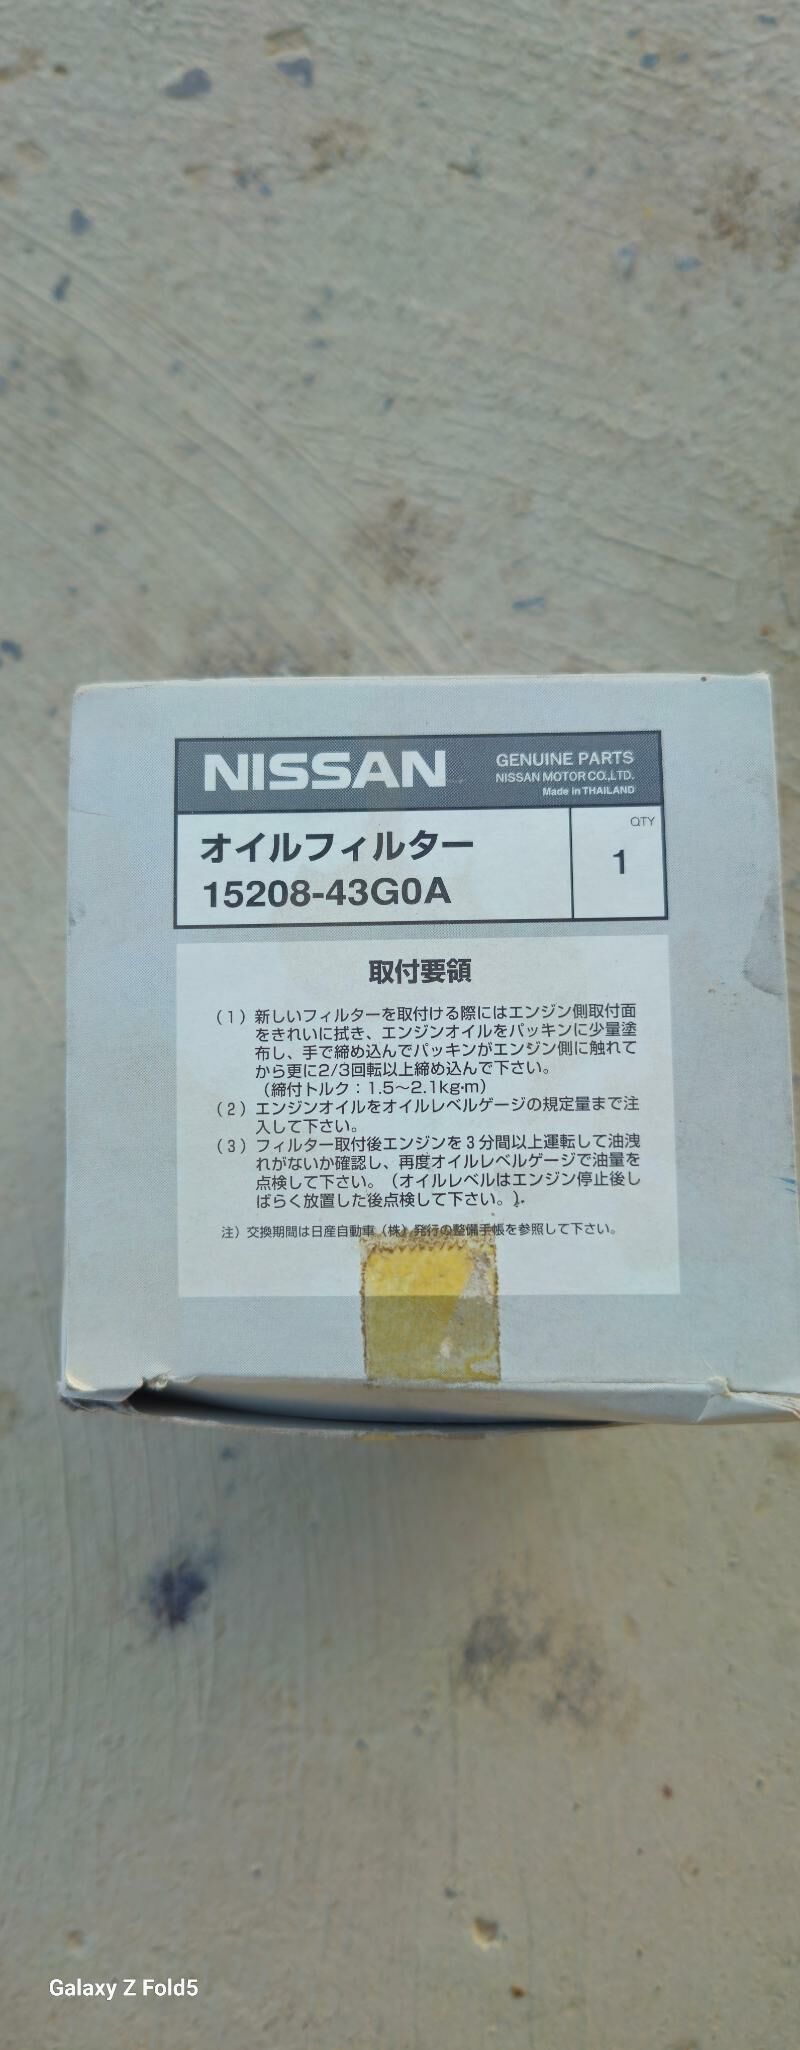 NISSAN
GENUINE PARTS
NISSAN MOTOR CO.,LTD.
Made in THAILAND
オイルフィルター
15208-43G0A
QTY
1
取付要領
（1）新しいフィルターを取付ける際にはエンジン側取付面
をきれいに拭き、エンジンオイルをパッキンに少量塗
布し、手で締め込んでパッキンがエンジン側に触れて
から更に2/3回転以上締め込んで下さい。
（締付トルク：1.5〜2.1kg·m）
（2）エンジンオイルをオイルレベルゲージの規定量まで注
入して下さい。
（3）フィルター取付後エンジンを3分間以上運転して油洩
れがないか確認し、再度オイルレベルゲージで油量を
点検して下さい。（オイルレベルはエンジン停止後し
ばらく放置した後点検して下さい。）
注）交換期間は日産自動車（株）発行の整備手帳を参照して下さい。
Galaxy Z Fold5